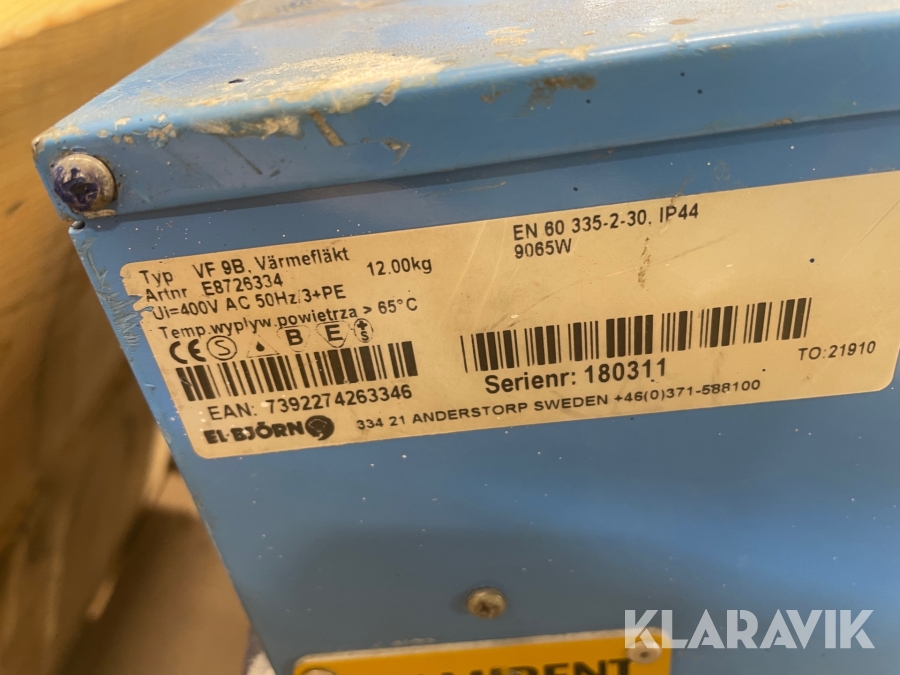 Typ VF 9B. Värmefläkt 12.00kg
Artnr E8726334
Ui=400V AC 50Hz 3+PE
Temp.wyplyw.powietrza > 65°C
CE S B E +S
EAN: 7392274263346
EL·BJÖRN
EN 60 335-2-30. IP44
9065W
Serienr: 180311
TO:21910
334 21 ANDERSTORP SWEDEN +46(0)371-588100
KLARAVIK